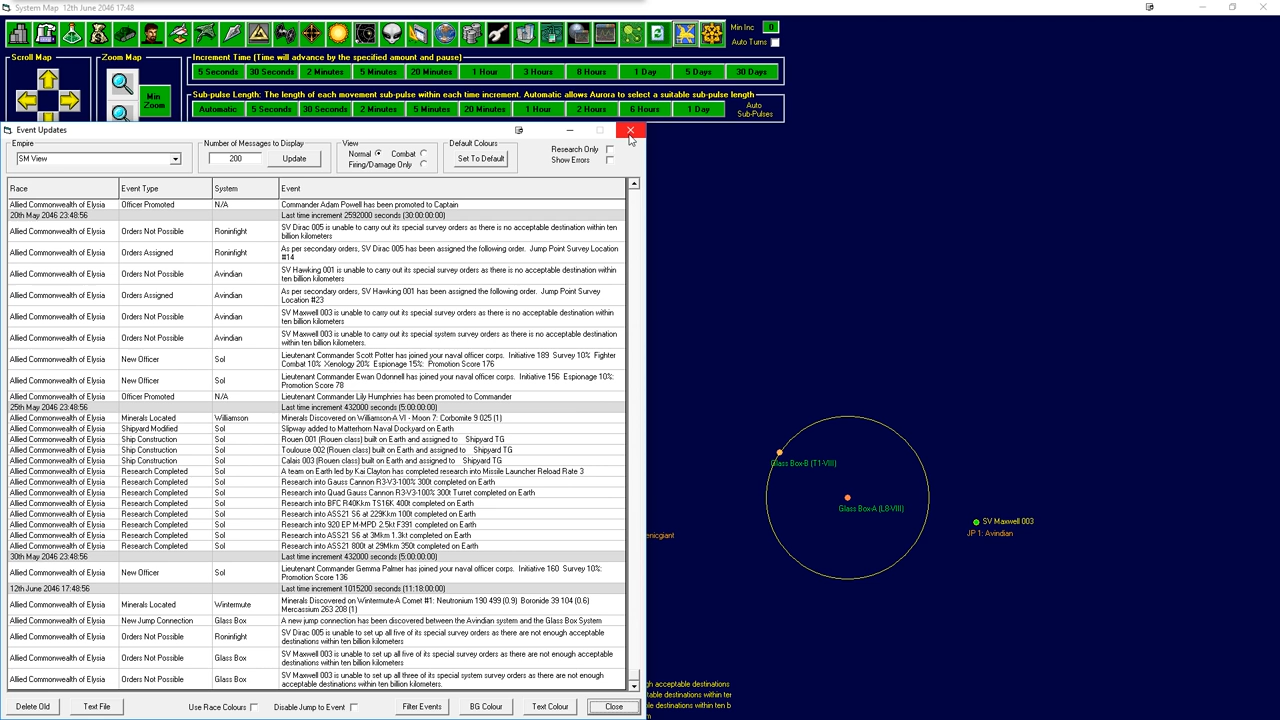 System Map 12th June 2046 17:48
Min Inc 0
Auto Turns
Scroll Map
Zoom Map
Min
Zoom
Increment Time (Time will advance by the specified amount and pause)
5 Seconds 30 Seconds 2 Minutes 5 Minutes 20 Minutes 1 Hour 3 Hours 8 Hours 1 Day 5 Days 30 Days
Sub-pulse Length: The length of each movement sub-pulse within each time increment. Automatic allows Aurora to select a suitable sub-pulse length
Automatic 5 Seconds 30 Seconds 2 Minutes 5 Minutes 20 Minutes 1 Hour 2 Hours 6 Hours 1 Day
Auto
Sub-Pulses
Event Updates
Empire
SM View
Number of Messages to Display
200 Update
View
Normal Combat
Firing/Damage Only
Default Colours
Set To Default
Research Only
Show Errors
Race Event Type System Event
Allied Commonwealth of Elysia Officer Promoted N/A Commander Adam Powell has been promoted to Captain
20th May 2046 23:48:56 Last time increment 2592000 seconds (30:00:00:00)
Allied Commonwealth of Elysia Orders Not Possible Roninfight SV Dirac 005 is unable to carry out its special survey orders as there is no acceptable destination within ten
billion kilometers
Allied Commonwealth of Elysia Orders Assigned Roninfight As per secondary orders, SV Dirac 005 has been assigned the following order. Jump Point Survey Location
#14
Allied Commonwealth of Elysia Orders Not Possible Avindian SV Hawking 001 is unable to carry out its special survey orders as there is no acceptable destination within
ten billion kilometers
Allied Commonwealth of Elysia Orders Assigned Avindian As per secondary orders, SV Hawking 001 has been assigned the following order. Jump Point Survey
Location #23
Allied Commonwealth of Elysia Orders Not Possible Avindian SV Maxwell 003 is unable to carry out its special survey orders as there is no acceptable destination within
ten billion kilometers
Allied Commonwealth of Elysia Orders Not Possible Avindian SV Maxwell 003 is unable to carry out its special system survey orders as there is no acceptable destination.
within ten billion kilometers
Allied Commonwealth of Elysia New Officer Sol Lieutenant Commander Scott Potter has joined your naval officer corps. Initiative 189 Survey 10% Fighter
Combat 10% Xenology 20% Espionage 15%: Promotion Score 176
Allied Commonwealth of Elysia New Officer Sol Lieutenant Commander Ewan Odonnell has joined your naval officer corps. Initiative 156 Espionage 10%:
Promotion Score 78
Allied Commonwealth of Elysia Officer Promoted N/A Lieutenant Commander Lily Humphries has been promoted to Commander
25th May 2046 23:48:56 Last time increment 432000 seconds (5:00:00:00)
Allied Commonwealth of Elysia Minerals Located Williamson Minerals Discovered on Williamson-A VI - Moon 7: Corbomite 9 025 (1)
Allied Commonwealth of Elysia Shipyard Modified Sol Slipway added to Matterhorn Naval Dockyard on Earth
Allied Commonwealth of Elysia Ship Construction Sol Rouen 001 (Rouen class) built on Earth and assigned to Shipyard TG
Allied Commonwealth of Elysia Ship Construction Sol Toulouse 002 (Rouen class) built on Earth and assigned to Shipyard TG
Allied Commonwealth of Elysia Ship Construction Sol Calais 003 (Rouen class) built on Earth and assigned to Shipyard TG
Allied Commonwealth of Elysia Research Completed Sol A team on Earth led by Kai Clayton has completed research into Missile Launcher Reload Rate 3
Allied Commonwealth of Elysia Research Completed Sol Research into Gauss Cannon R3-V3-100% 300t completed on Earth
Allied Commonwealth of Elysia Research Completed Sol Research into Quad Gauss Cannon R3-V3-100% 300t Turret completed on Earth
Allied Commonwealth of Elysia Research Completed Sol Research into BFC R40Kkm TS16K 400t completed on Earth
Allied Commonwealth of Elysia Research Completed Sol Research into ASS21 S6 at 229Kkm 100t completed on Earth
Allied Commonwealth of Elysia Research Completed Sol Research into 920 EP M-MPD 2.5kt F391 completed on Earth
Allied Commonwealth of Elysia Research Completed Sol Research into ASS21 S6 at 3Mkm 1.3kt completed on Earth
Allied Commonwealth of Elysia Research Completed Sol Research into ASS21 800t at 29Mkm 350t completed on Earth
30th May 2046 23:48:56 Last time increment 432000 seconds (5:00:00:00)
Allied Commonwealth of Elysia New Officer Sol Lieutenant Commander Gemma Palmer has joined your naval officer corps. Initiative 160 Survey 10%:
Promotion Score 136
12th June 2046 17:48:56 Last time increment 1015200 seconds (11:18:00:00)
Allied Commonwealth of Elysia Minerals Located Wintermute Minerals Discovered on Wintermute-A Comet #1: Neutronium 190 499 (0.9) Boronide 39 104 (0.6)
Mercassium 263 208 (1)
Allied Commonwealth of Elysia New Jump Connection Glass Box A new jump connection has been discovered between the Avindian system and the Glass Box System
Allied Commonwealth of Elysia Orders Not Possible Roninfight SV Dirac 005 is unable to set up all five of its special survey orders as there are not enough acceptable
destinations within ten billion kilometers
Allied Commonwealth of Elysia Orders Not Possible Glass Box SV Maxwell 003 is unable to set up all five of its special survey orders as there are not enough acceptable
destinations within ten billion kilometers
Allied Commonwealth of Elysia Orders Not Possible Glass Box SV Maxwell 003 is unable to set up all three of its special system survey orders as there are not enough
acceptable destinations within ten billion kilometers.
Delete Old Text File Use Race Colours Disable Jump to Event Filter Events BG Colour Text Colour Close
Glass Box-B (T1-VIII)
Glass Box-A (L8-VIII)
SV Maxwell 003
JP 1: Avindian
enicgiant
gh acceptable destinations
table destinations within ter
le destinations within ten b
m